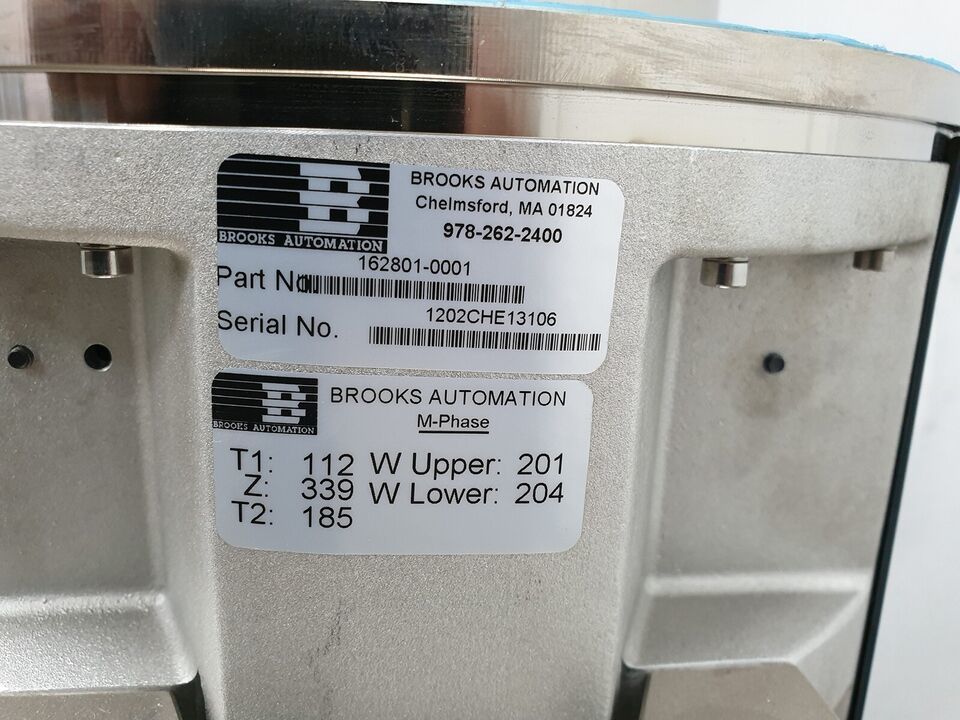 BROOKS AUTOMATION
Chelmsford, MA 01824
978-262-2400
B
BROOKS AUTOMATION
162801-0001
Part No.
1202CHE13106
Serial No.
B
BROOKS AUTOMATION
BROOKS AUTOMATION
M-Phase
T1: 112 W Upper: 201
Z: 339 W Lower: 204
T2: 185